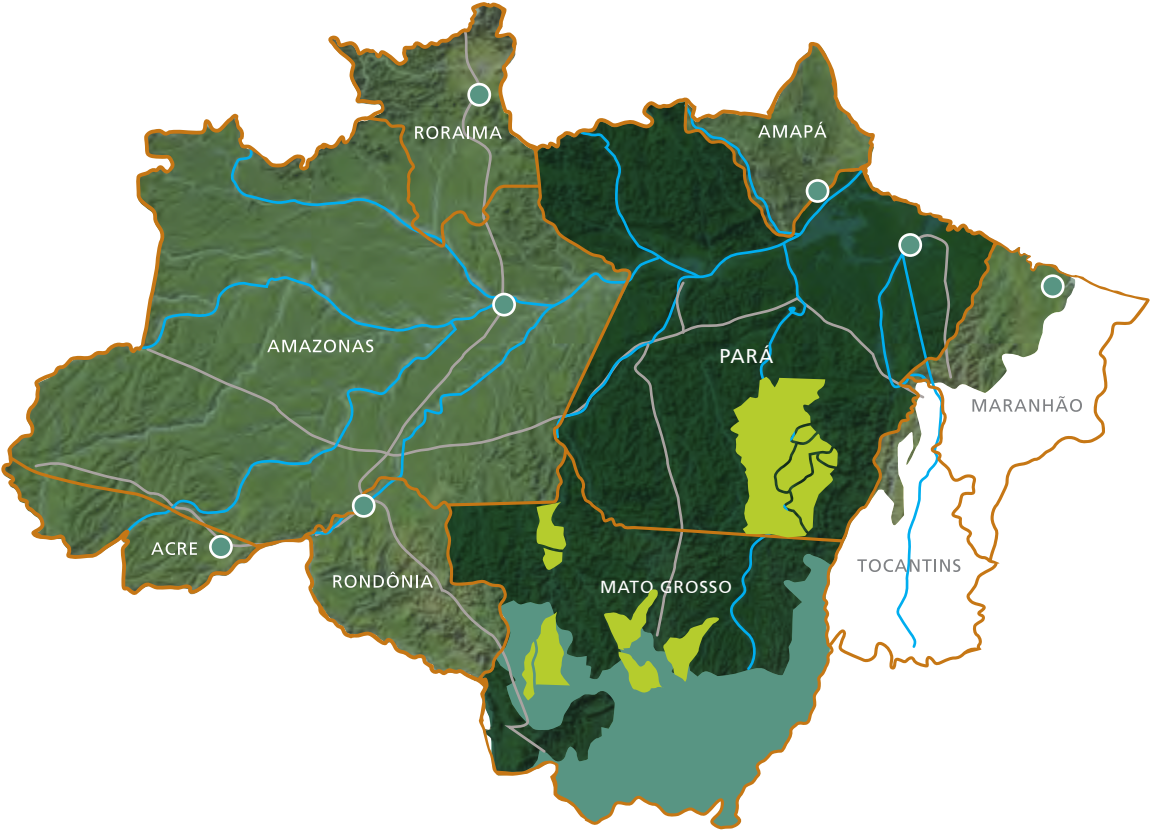 RORAIMA
AMAPÁ
AMAZONAS
PARÁ
MARANHÃO
ACRE
RONDÔNIA
MATO GROSSO
TOCANTINS